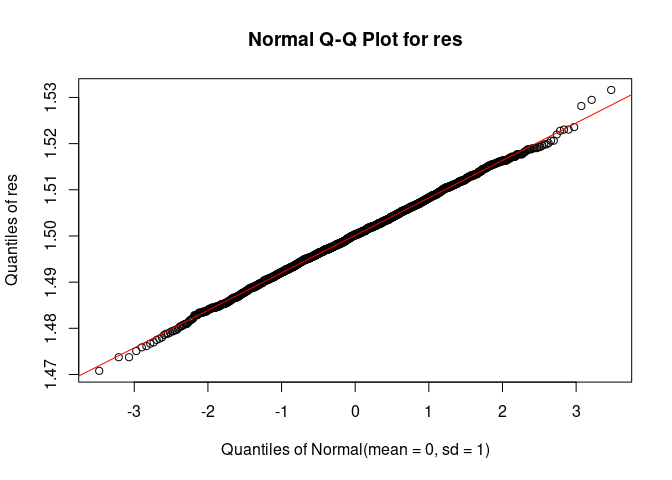 Normal Q-Q Plot for res
1.53
1.52
1.51
1.50
1.49
1.48
1.47
Quantiles of res
-3 -2 -1 0 1 2 3
Quantiles of Normal(mean = 0, sd = 1)